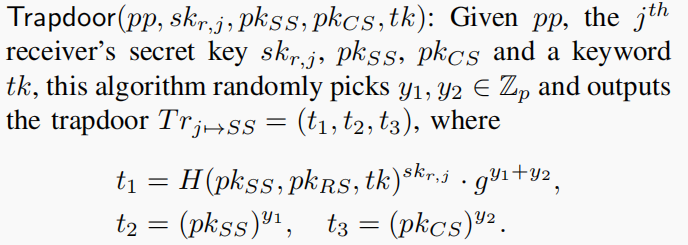 Trapdoor(pp, sk_{r,j}, pk_{SS}, pk_{CS}, tk): Given pp, the j^{th}
receiver's secret key sk_{r,j}, pk_{SS}, pk_{CS} and a keyword
tk, this algorithm randomly picks y_1, y_2 ∈ ℤ_p and outputs
the trapdoor Tr_{j↦SS} = (t_1, t_2, t_3), where
t_1 = H(pk_{SS}, pk_{RS}, tk)^{sk_{r,j}} · g^{y_1+y_2},
t_2 = (pk_{SS})^{y_1}, t_3 = (pk_{CS})^{y_2}.